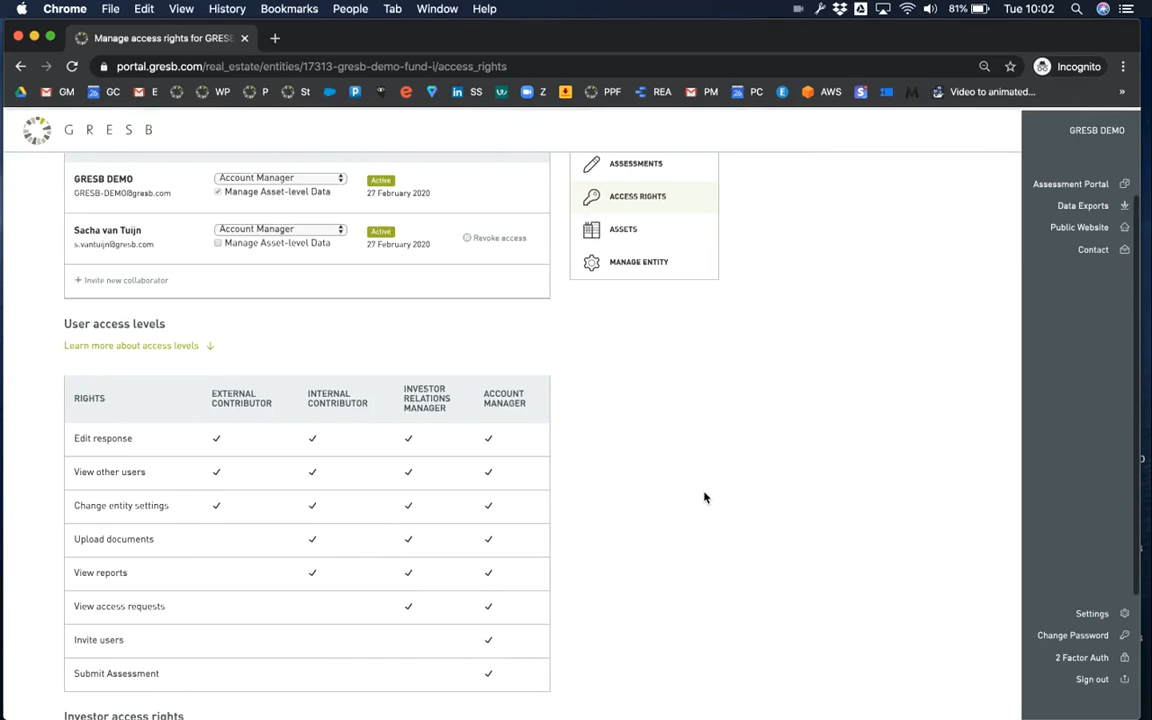 Chrome File Edit View History Bookmarks People Tab Window Help 81% Tue 10:02
Manage access rights for GRESB
portal.gresb.com/real_estate/entities/17313-gresb-demo-fund-i/access_rights Incognito
GM GC E WP P St P SS Z PPF REA PM PC E AWS S Video to animated... »
GRESB
GRESB DEMO
Assessment Portal
Data Exports
Public Website
Contact
GRESB DEMO Account Manager Active
GRESB-DEMO@gresb.com Manage Asset-level Data 27 February 2020
Sacha van Tuijn Account Manager Active
s.vantuijn@gresb.com Manage Asset-level Data 27 February 2020 Revoke access
+ Invite new collaborator
ASSESSMENTS
ACCESS RIGHTS
ASSETS
MANAGE ENTITY
User access levels
Learn more about access levels ↓
RIGHTS EXTERNAL CONTRIBUTOR INTERNAL CONTRIBUTOR INVESTOR RELATIONS MANAGER ACCOUNT MANAGER
Edit response ✓ ✓ ✓ ✓
View other users ✓ ✓ ✓ ✓
Change entity settings ✓ ✓ ✓ ✓
Upload documents ✓ ✓ ✓
View reports ✓ ✓ ✓
View access requests ✓ ✓
Invite users ✓
Submit Assessment ✓
Investor access rights
Settings
Change Password
2 Factor Auth
Sign out